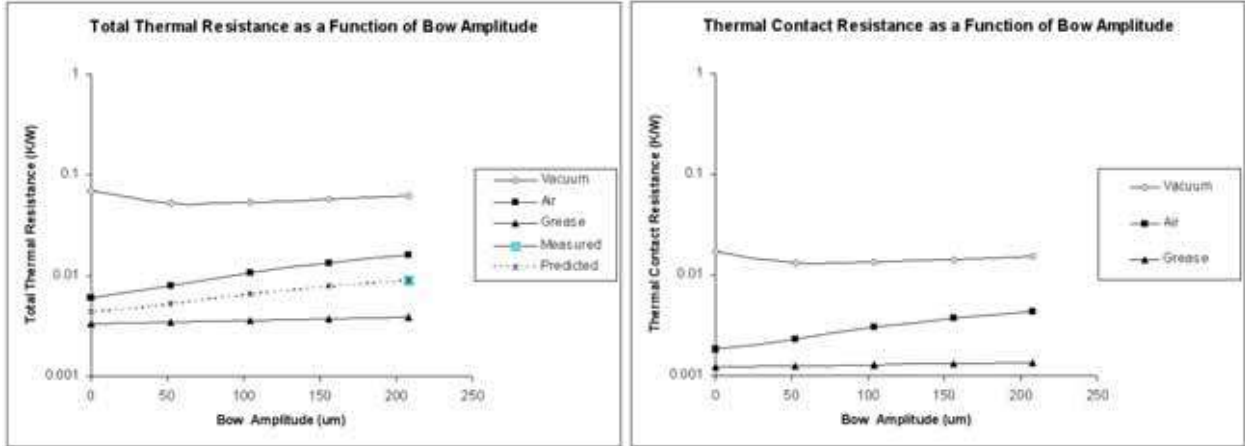 Total Thermal Resistance as a Function of Bow Amplitude
Total Thermal Resistance (K/W)
1
0.1
0.01
0.001
0
50
100
150
200
250
Bow Amplitude (um)
Vacuum
Air
Grease
Measured
Predicted
Thermal Contact Resistance as a Function of Bow Amplitude
Thermal Contact Resistance (K/W)
1
0.1
0.01
0.001
0
50
100
150
200
250
Bow Amplitude (um)
Vacuum
Air
Grease